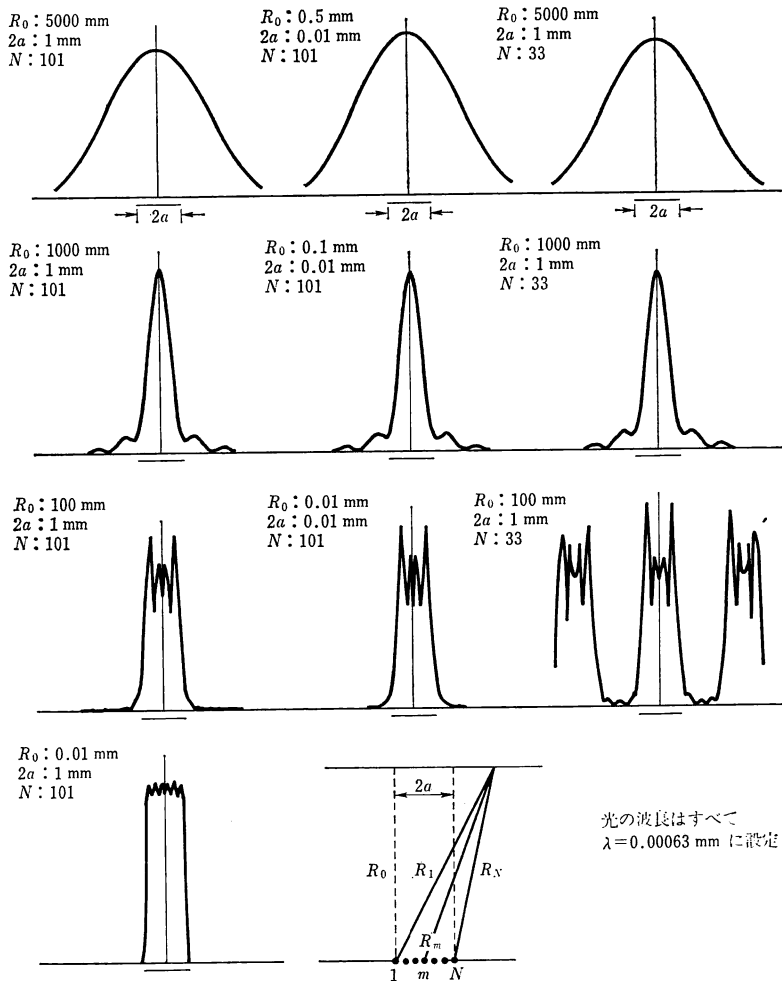 R₀：5000 mm
2a：1 mm
N：101
R₀：0.5 mm
2a：0.01 mm
N：101
R₀：5000 mm
2a：1 mm
N：33
2a
2a
2a
R₀：1000 mm
2a：1 mm
N：101
R₀：0.1 mm
2a：0.01 mm
N：101
R₀：1000 mm
2a：1 mm
N：33
R₀：100 mm
2a：1 mm
N：101
R₀：0.01 mm
2a：0.01 mm
N：101
R₀：100 mm
2a：1 mm
N：33
R₀：0.01 mm
2a：1 mm
N：101
2a
R₀ R₁ R_N
R_m
1 m N
光の波長はすべて
λ=0.00063 mm に設定